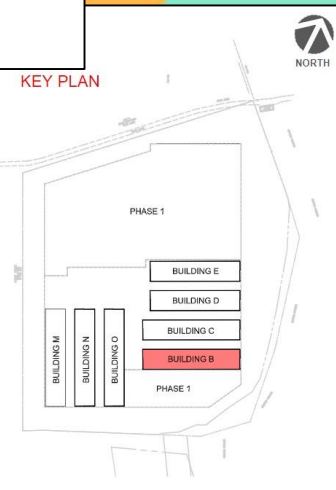 NORTH
KEY PLAN
PHASE 1
BUILDING E
BUILDING D
BUILDING C
BUILDING B
BUILDING M
BUILDING N
BUILDING O
PHASE 1